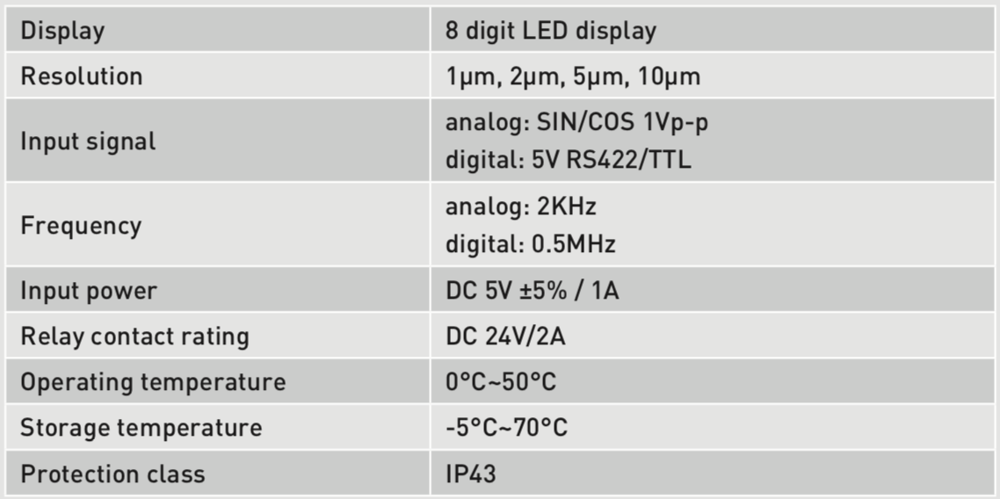 Display
8 digit LED display
Resolution
1µm, 2µm, 5µm, 10µm
Input signal
analog: SIN/COS 1Vp-p
digital: 5V RS422/TTL
Frequency
analog: 2KHz
digital: 0.5MHz
Input power
DC 5V ±5% / 1A
Relay contact rating
DC 24V/2A
Operating temperature
0°C~50°C
Storage temperature
-5°C~70°C
Protection class
IP43